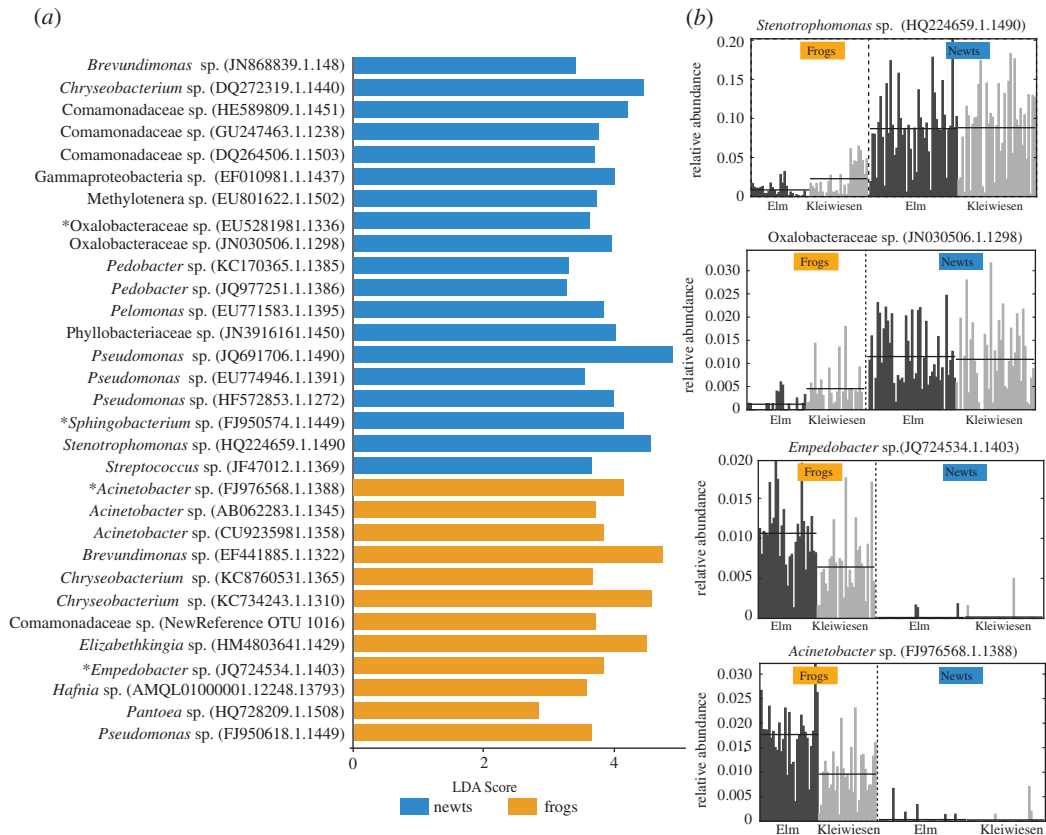 (a)
Brevundimonas sp. (JN868839.1.148)
Chryseobacterium sp. (DQ272319.1.1440)
Comamonadaceae sp. (HE589809.1.1451)
Comamonadaceae sp. (GU247463.1.1238)
Comamonadaceae sp. (DQ264506.1.1503)
Gammaproteobacteria sp. (EF010981.1.1437)
Methylotenera sp. (EU801622.1.1502)
*Oxalobacteraceae sp. (EU5281981.1336)
Oxalobacteraceae sp. (JN030506.1.1298)
Pedobacter sp. (KC170365.1.1385)
Pedobacter sp. (JQ977251.1.1386)
Pelomonas sp. (EU771583.1.1395)
Phyllobacteriaceae sp. (JN3916161.1450)
Pseudomonas sp. (JQ691706.1.1490)
Pseudomonas sp. (EU774946.1.1391)
Pseudomonas sp. (HF572853.1.1272)
*Sphingobacterium sp. (FJ950574.1.1449)
Stenotrophomonas sp. (HQ224659.1.1490
Streptococcus sp. (JF47012.1.1369)
*Acinetobacter sp. (FJ976568.1.1388)
Acinetobacter sp. (AB062283.1.1345)
Acinetobacter sp. (CU9235981.1358)
Brevundimonas sp. (EF441885.1.1322)
Chryseobacterium sp. (KC8760531.1365)
Chryseobacterium sp. (KC734243.1.1310)
Comamonadaceae sp. (NewReference OTU 1016)
Elizabethkingia sp. (HM4803641.1429)
*Empedobacter sp. (JQ724534.1.1403)
Hafnia sp. (AMQL01000001.12248.13793)
Pantoea sp. (HQ728209.1.1508)
Pseudomonas sp. (FJ950618.1.1449)
0 2 4
LDA Score
newts frogs
(b)
Stenotrophomonas sp. (HQ224659.1.1490)
Frogs Newts
relative abundance
0.20
0.15
0.10
0.05
0
Elm Kleiwiesen Elm Kleiwiesen
Oxalobacteraceae sp. (JN030506.1.1298)
Frogs Newts
relative abundance
0.030
0.025
0.020
0.015
0.010
0.005
0
Elm Kleiwiesen Elm Kleiwiesen
Empedobacter sp.(JQ724534.1.1403)
Frogs Newts
relative abundance
0.020
0.015
0.010
0.005
0
Elm Kleiwiesen Elm Kleiwiesen
Acinetobacter sp. (FJ976568.1.1388)
Frogs Newts
relative abundance
0.030
0.025
0.020
0.015
0.010
0.005
0
Elm Kleiwiesen Elm Kleiwiesen